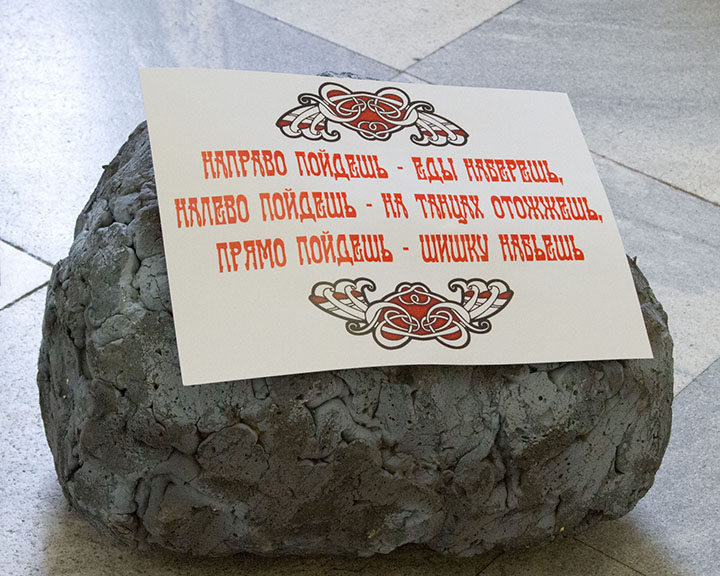 НАПРАВО ПОЙДЕШЬ - ЕДЫ НАБЕРЕШЬ,
НАЛЕВО ПОЙДЕШЬ - НА ТАНЦАХ ОТОЖЖЕШЬ,
ПРЯМО ПОЙДЕШЬ - ШИШКУ НАБЬЕШЬ